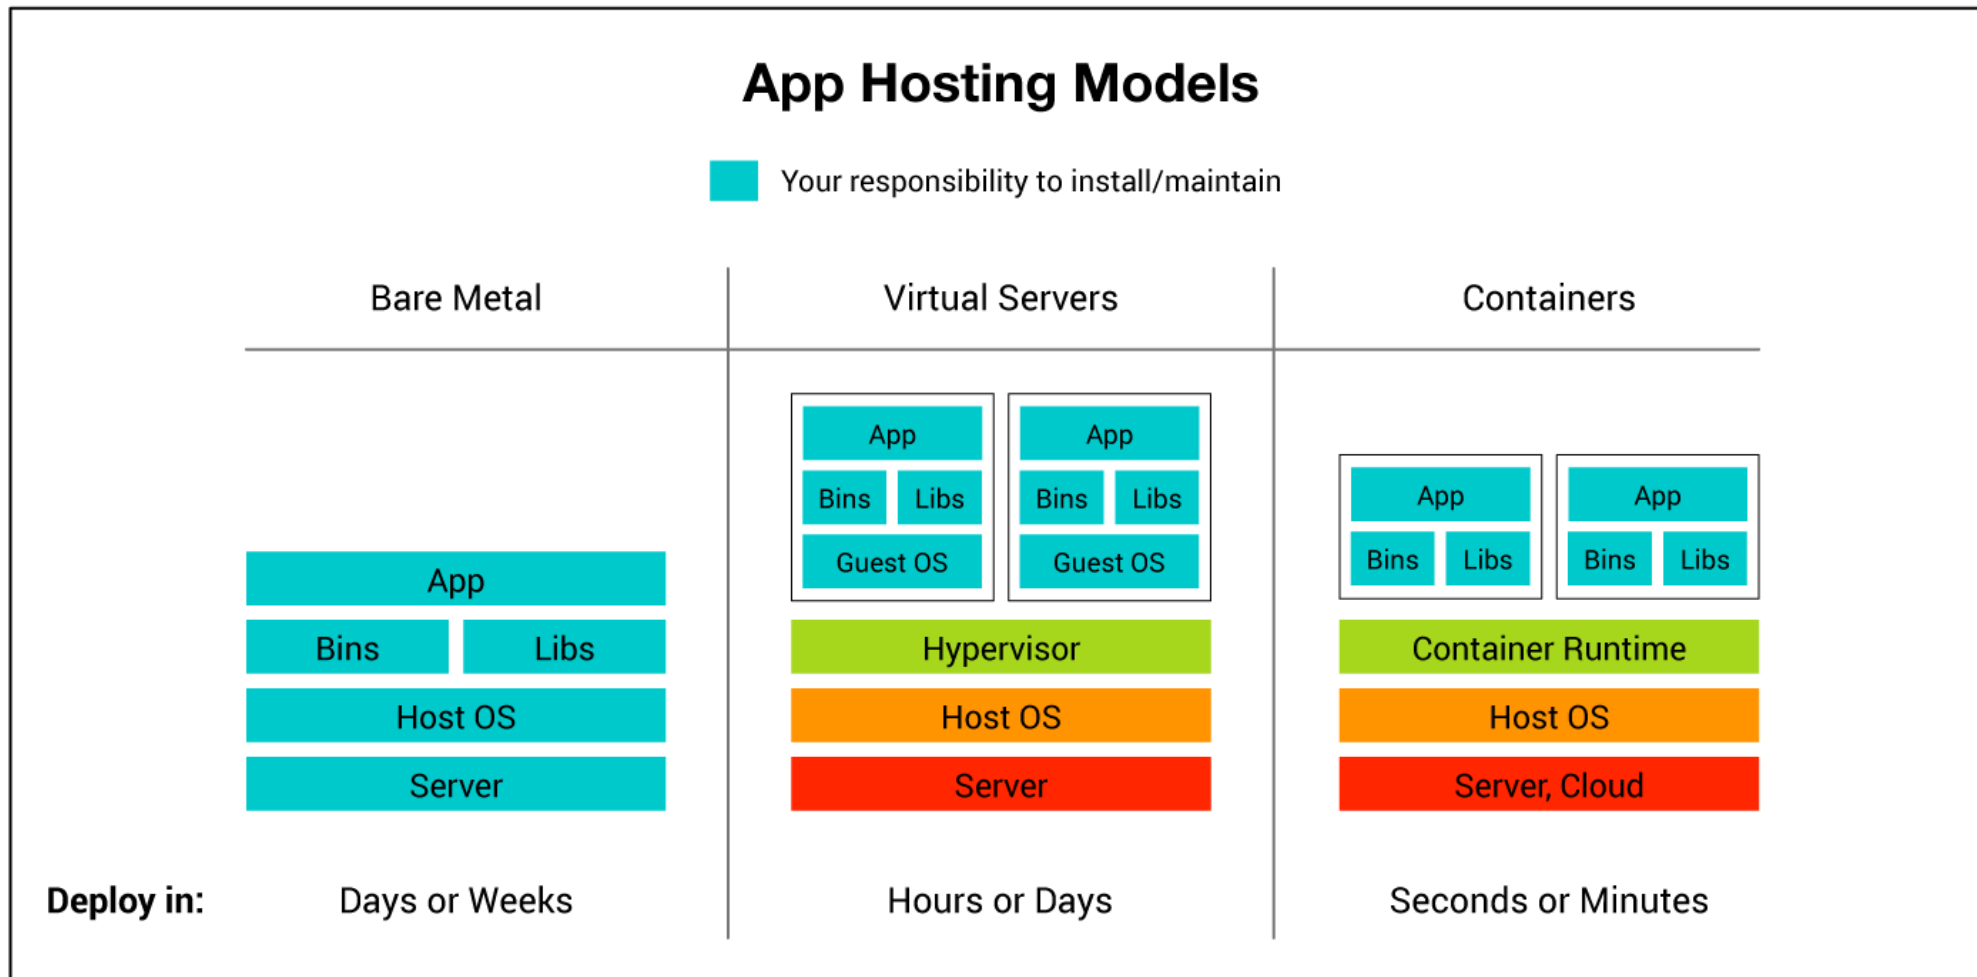 App Hosting Models
Your responsibility to install/maintain
Bare Metal
Virtual Servers
Containers
App
Bins Libs
Host OS
Server
App App
Bins Libs Bins Libs
Guest OS Guest OS
Hypervisor
Host OS
Server
App App
Bins Libs Bins Libs
Container Runtime
Host OS
Server, Cloud
Deploy in: Days or Weeks Hours or Days Seconds or Minutes